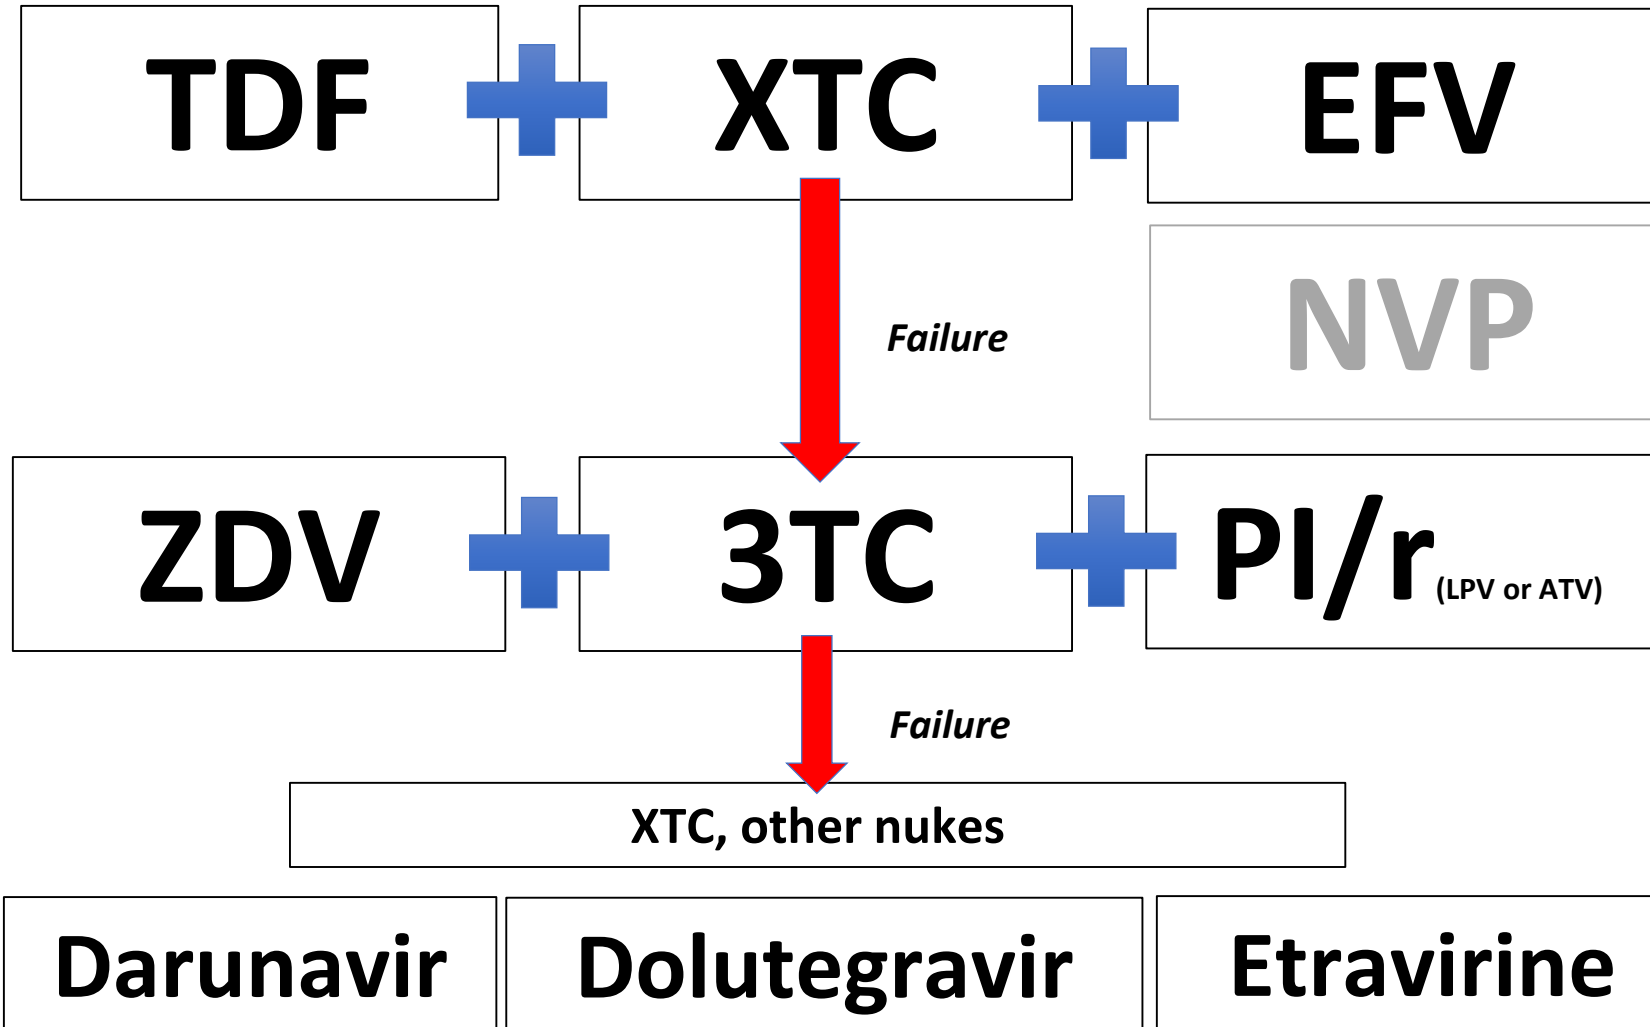 TDF XTC EFV
NVP
Failure
ZDV 3TC PI/r (LPV or ATV)
Failure
XTC, other nukes
Darunavir Dolutegravir Etravirine